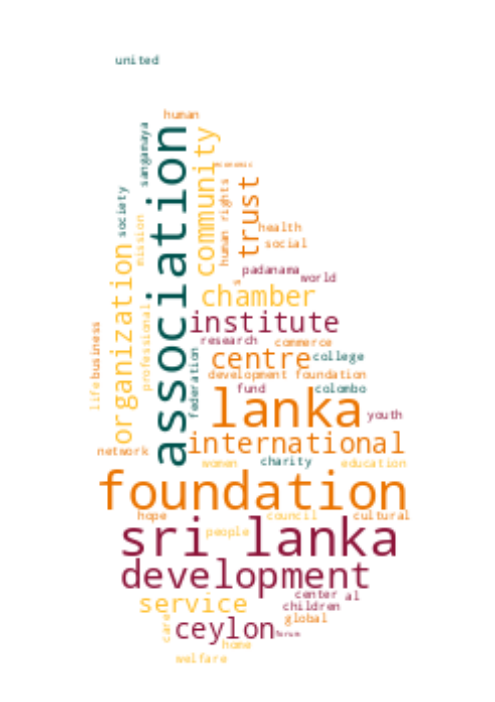 united
human
sangamaya
association
community
economic
society
mission
human rights
trust
health
social
organization
padanama
world
chamber
institute
research
commerce
business
life
professional
federation
centre
college
development foundation
fund
colombo
lanka
youth
international
network
women
charity
education
foundation
hope
council
cultural
people
sri lanka
development
center
al
service
children
care
global
ceylon
forum
home
welfare